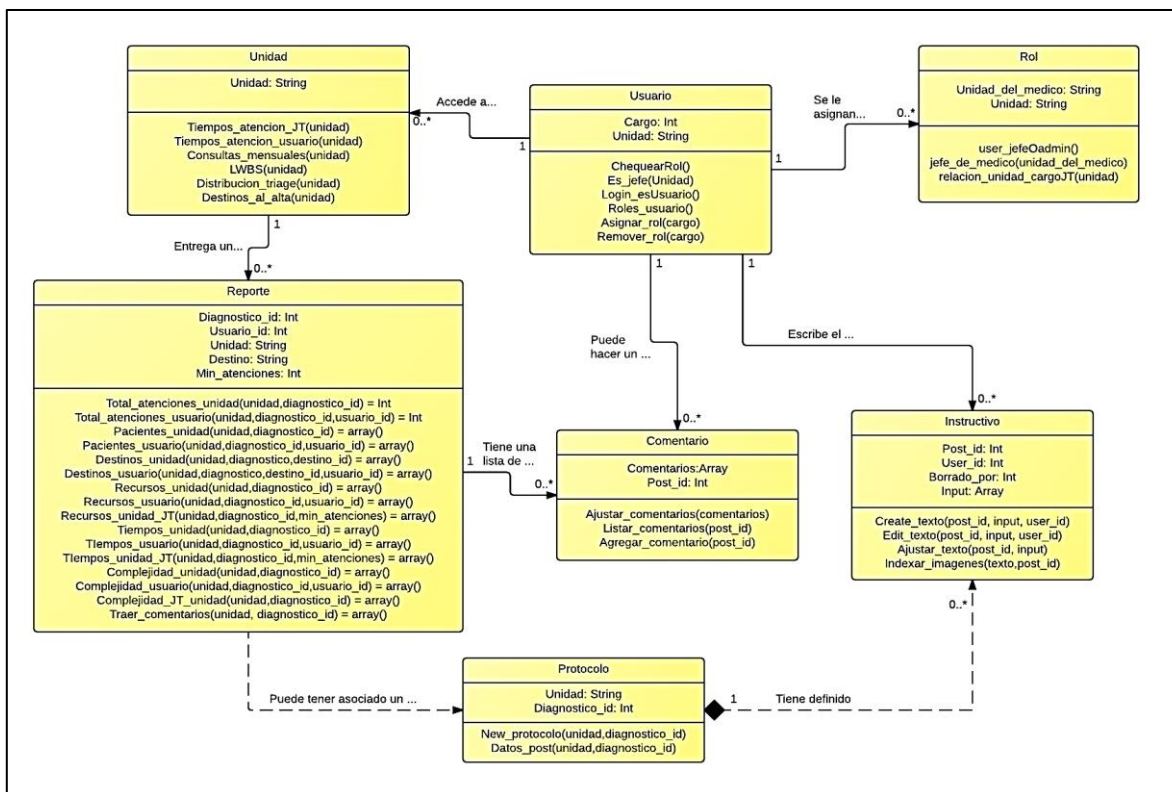 Unidad
Unidad: String
Tiempos_atencion_JT(unidad)
Tiempos_atencion_usuario(unidad)
Consultas_mensuales(unidad)
LWBS(unidad)
Distribucion_triage(unidad)
Destinos_al_alta(unidad)
Accede a...
0..*
1
Usuario
Cargo: Int
Unidad: String
ChequearRol()
Es_jefe(Unidad)
Login_esUsuario()
Roles_usuario()
Asignar_rol(cargo)
Remover_rol(cargo)
Se le
asignan...
0..*
1
Rol
Unidad_del_medico: String
Unidad: String
user_jefeOadmin()
jefe_de_medico(unidad_del_medico)
relacion_unidad_cargoJT(unidad)
1
Entrega un...
0..*
Reporte
Diagnostico_id: Int
Usuario_id: Int
Unidad: String
Destino: String
Min_atenciones: Int
Total_atenciones_unidad(unidad,diagnostico_id) = Int
Total_atenciones_usuario(unidad,diagnostico_id,usuario_id) = Int
Pacientes_unidad(unidad,diagnostico_id) = array()
Pacientes_usuario(unidad,diagnostico_id,usuario_id) = array()
Destinos_unidad(unidad,diagnostico,destino_id) = array()
Destinos_usuario(unidad,diagnostico,destino_id,usuario_id) = array()
Recursos_unidad(unidad,diagnostico_id) = array()
Recursos_usuario(unidad,diagnostico_id,usuario_id) = array()
Recursos_unidad_JT(unidad,diagnostico_id,min_atenciones) = array()
Tiempos_unidad(unidad,diagnostico_id) = array()
TIempos_usuario(unidad,diagnostico_id,usuario_id) = array()
TIempos_unidad_JT(unidad,diagnostico_id,min_atenciones) = array()
Complejidad_unidad(unidad,diagnostico_id) = array()
Complejidad_usuario(unidad,diagnostico_id,usuario_id) = array()
Complejidad_JT_unidad(unidad,diagnostico_id) = array()
Traer_comentarios(unidad, diagnostico_id) = array()
1
Puede
hacer un ...
0..*
1
Escribe el ...
0..*
Tiene una
lista de ...
1
0..*
Comentario
Comentarios:Array
Post_id: Int
Ajustar_comentarios(comentarios)
Listar_comentarios(post_id)
Agregar_comentario(post_id)
Instructivo
Post_id: Int
User_id: Int
Borrado_por: Int
Input: Array
Create_texto(post_id, input, user_id)
Edit_texto(post_id, input, user_id)
Ajustar_texto(post_id, input)
Indexar_imagenes(texto,post_id)
0..*
Puede tener asociado un ...
Protocolo
Unidad: String
Diagnostico_id: Int
New_protocolo(unidad,diagnostico_id)
Datos_post(unidad,diagnostico_id)
1
Tiene definido